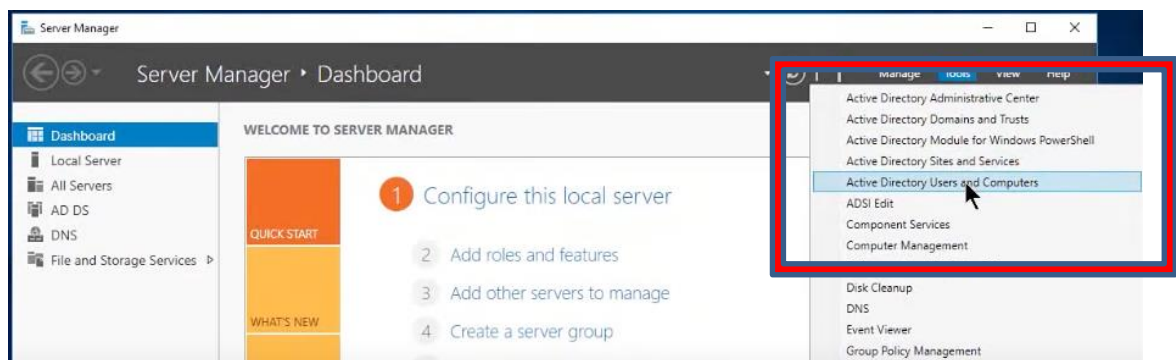 Server Manager
Server Manager • Dashboard
Manage Tools View Help
Dashboard
Local Server
All Servers
AD DS
DNS
File and Storage Services
WELCOME TO SERVER MANAGER
QUICK START
WHAT'S NEW
1 Configure this local server
2 Add roles and features
3 Add other servers to manage
4 Create a server group
Active Directory Administrative Center
Active Directory Domains and Trusts
Active Directory Module for Windows PowerShell
Active Directory Sites and Services
Active Directory Users and Computers
ADSI Edit
Component Services
Computer Management
Disk Cleanup
DNS
Event Viewer
Group Policy Management